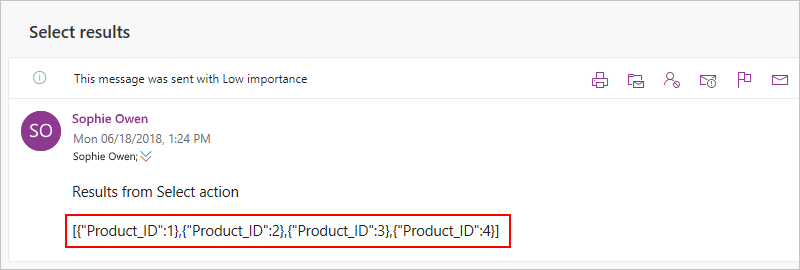 Select results
This message was sent with Low importance
SO
Sophie Owen
Mon 06/18/2018, 1:24 PM
Sophie Owen;
Results from Select action
[{"Product_ID":1},{"Product_ID":2},{"Product_ID":3},{"Product_ID":4}]